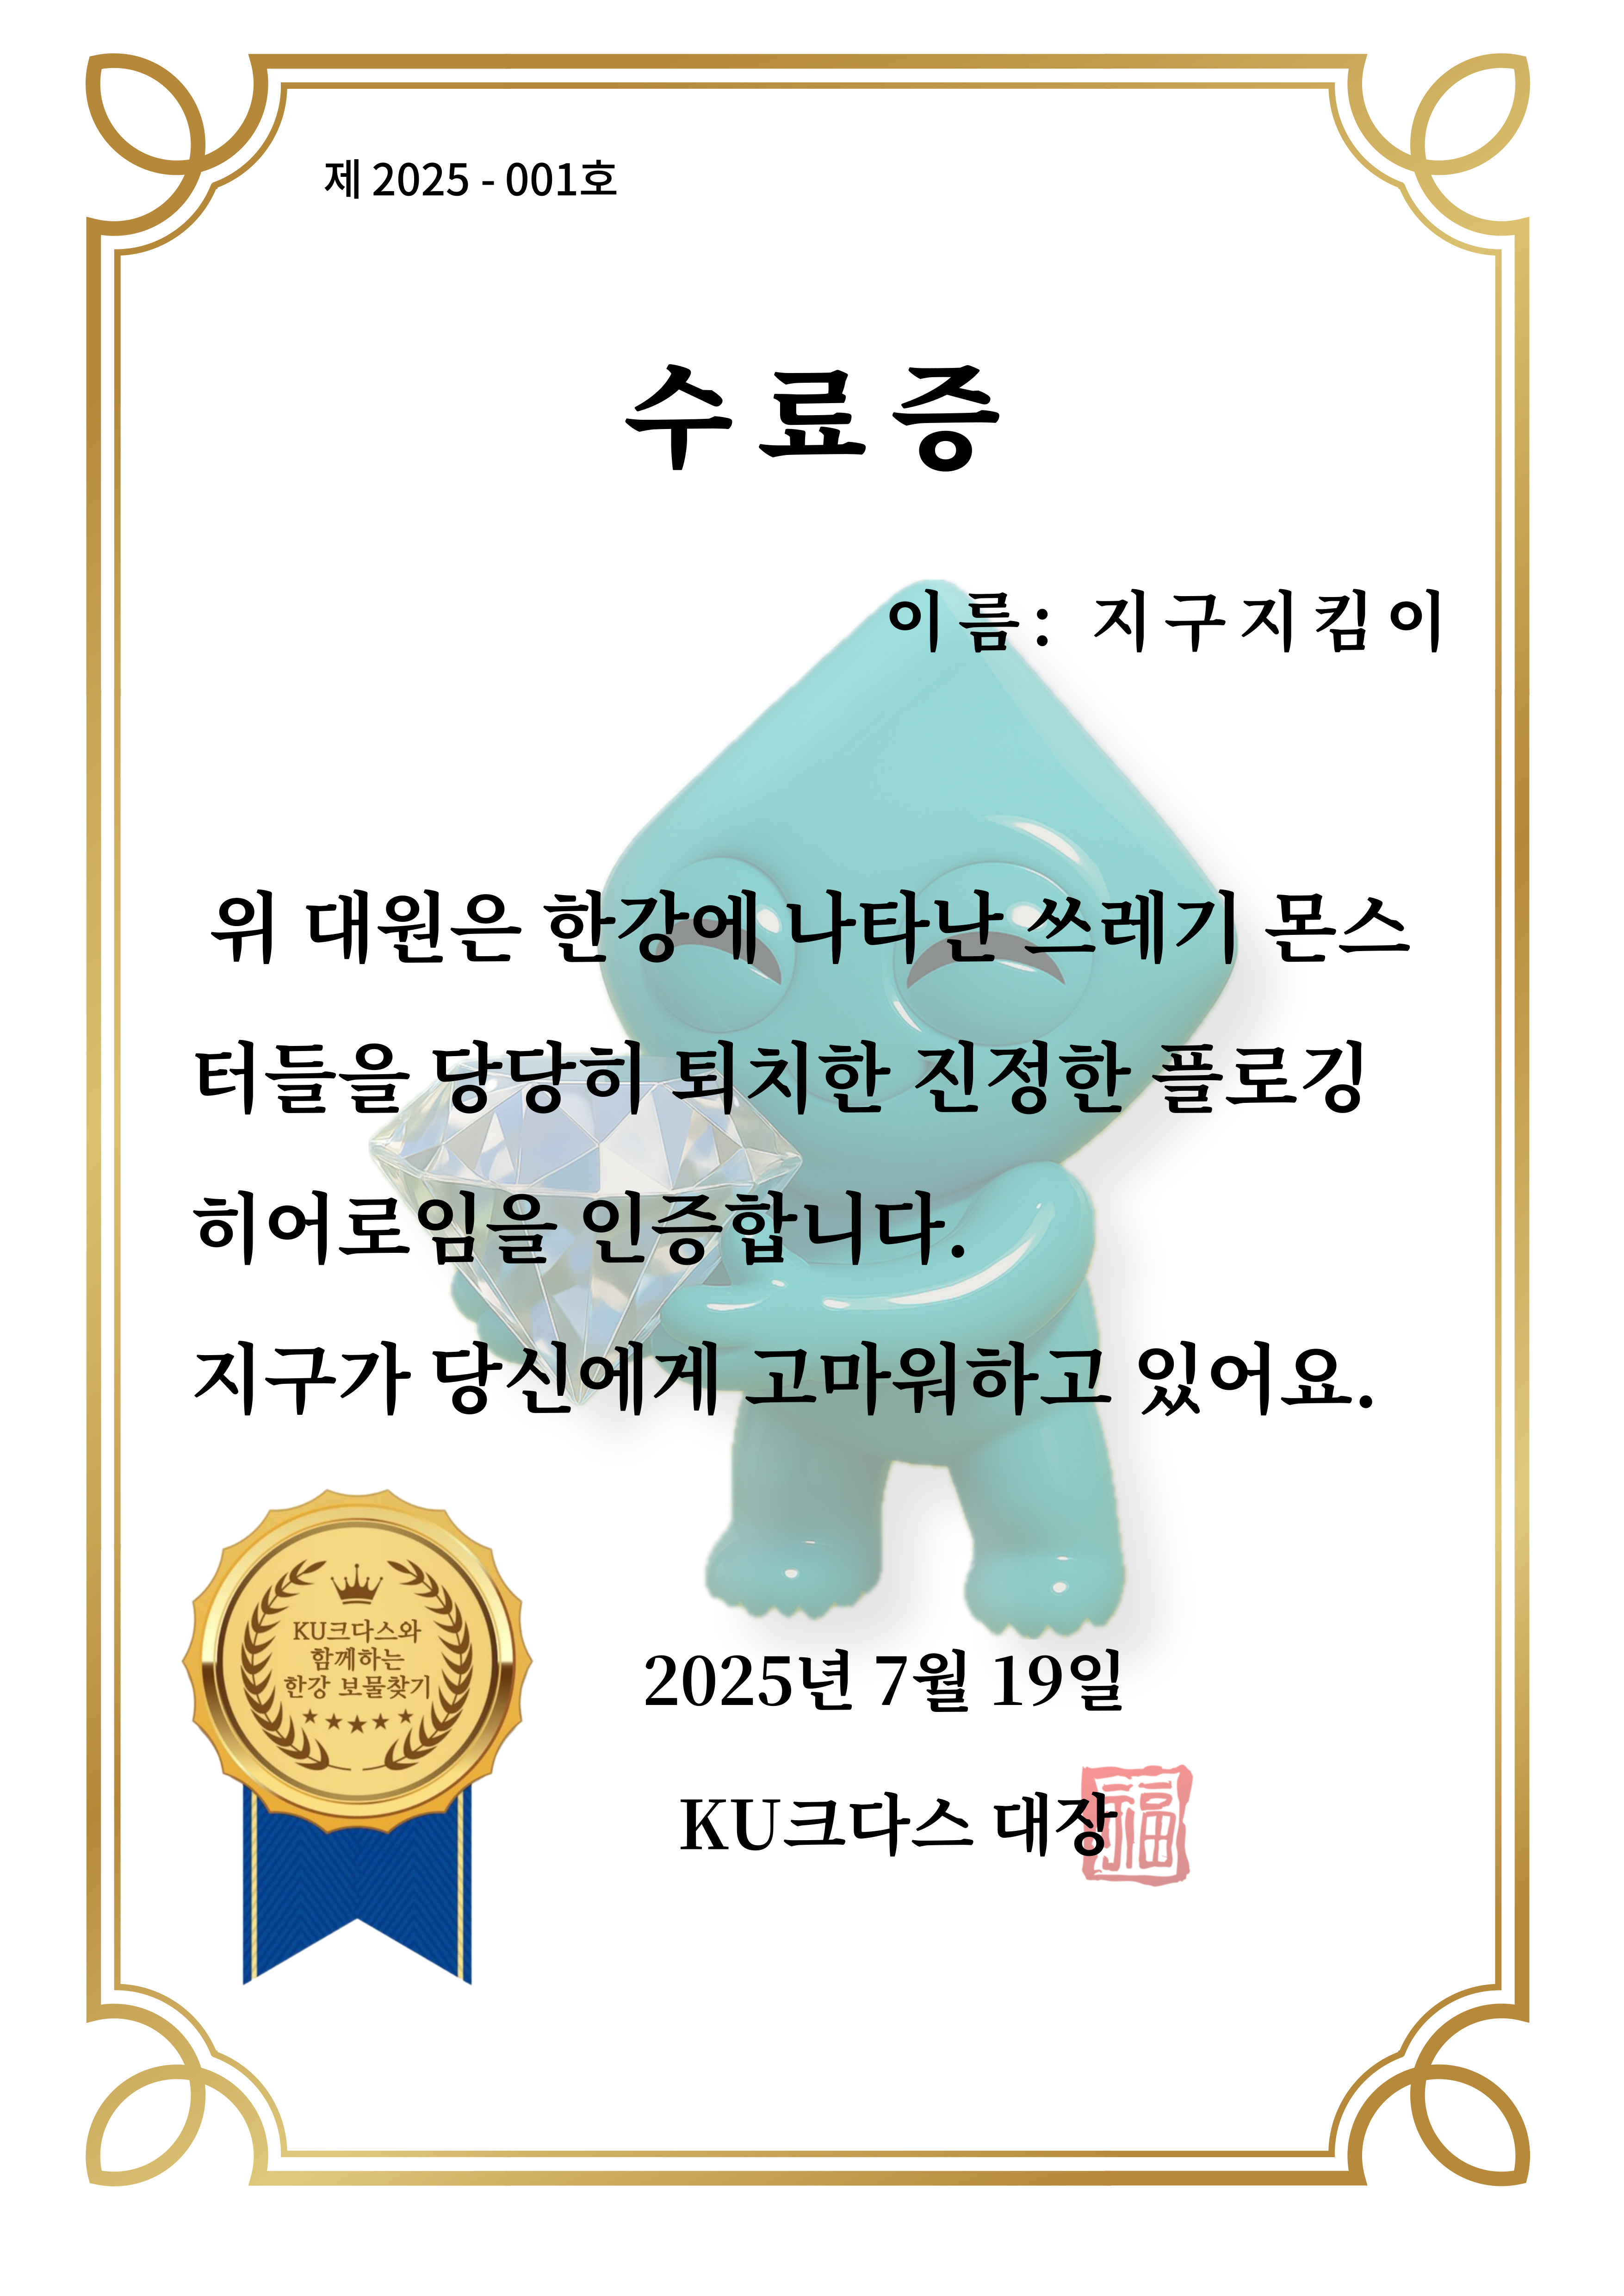 제 2025 - 001호
수료증
이름: 지구지킴이
위 대원은 한강에 나타난 쓰레기 몬스
터들을 당당히 퇴치한 진정한 플로깅
히어로임을 인증합니다.
지구가 당신에게 고마워하고 있어요.
KU크다스와
함께하는
한강 보물찾기
2025년 7월 19일
KU크다스 대장
福